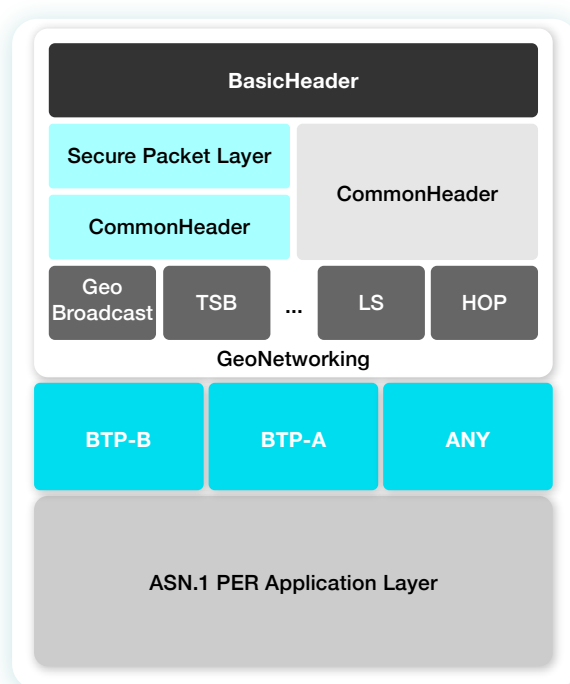 BasicHeader
Secure Packet Layer
CommonHeader
CommonHeader
Geo
Broadcast
TSB
...
LS
HOP
GeoNetworking
BTP-B
BTP-A
ANY
ASN.1 PER Application Layer